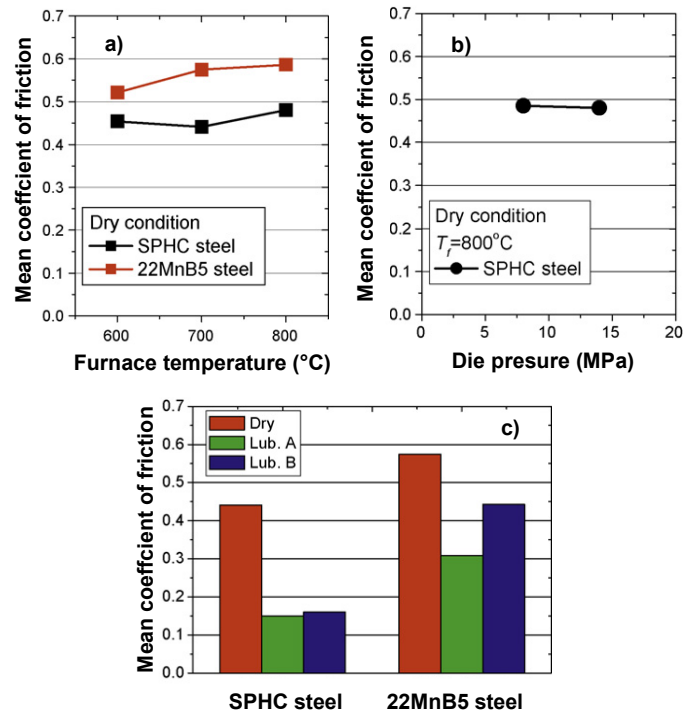 a)
0.7
0.6
0.5
0.4
0.3
0.2
0.1
0.0
Mean coeffcient of friction
Dry condition
SPHC steel
22MnB5 steel
600 700 800
Furnace temperature (°C)
b)
0.7
0.6
0.5
0.4
0.3
0.2
0.1
0.0
Mean coeffcient of friction
Dry condition
Tf=800°C
SPHC steel
0 5 10 15 20
Die presure (MPa)
c)
0.7
0.6
0.5
0.4
0.3
0.2
0.1
0.0
Mean coeffcient of friction
Dry
Lub. A
Lub. B
SPHC steel 22MnB5 steel